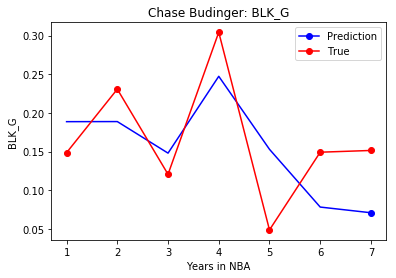 Chase Budinger: BLK_G
Prediction
True
0.30
0.25
0.20
0.15
0.10
0.05
BLK_G
1 2 3 4 5 6 7
Years in NBA